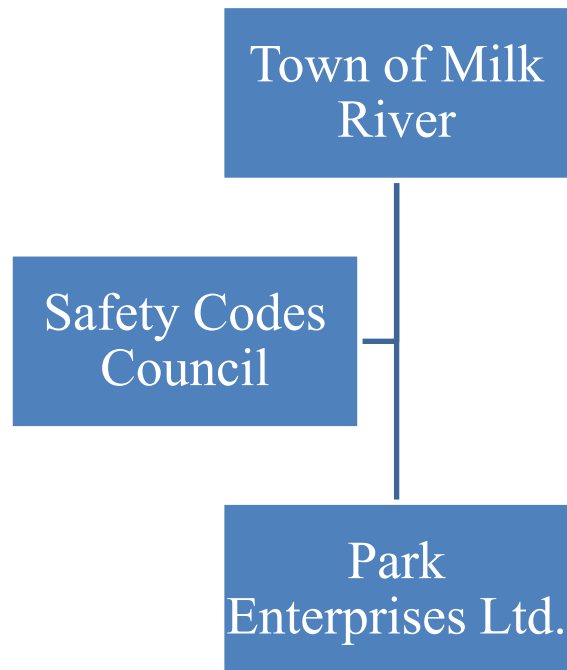 Town of Milk
River
Safety Codes
Council
Park
Enterprises Ltd.